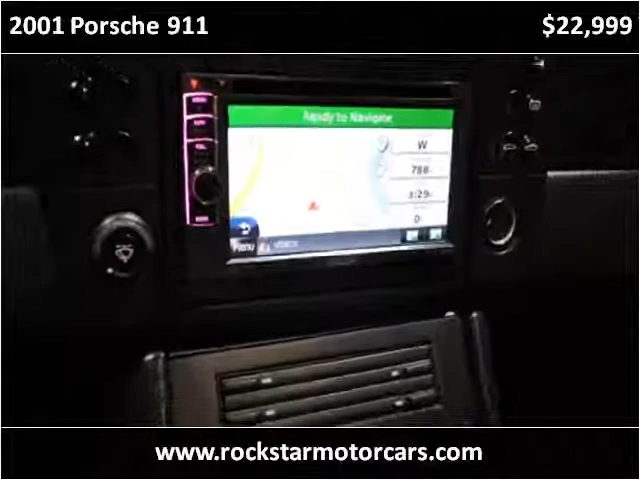 2001 Porsche 911
$22,999
Ready to Navigate
W
788
3:29
0
Menu
www.rockstarmotorcars.com